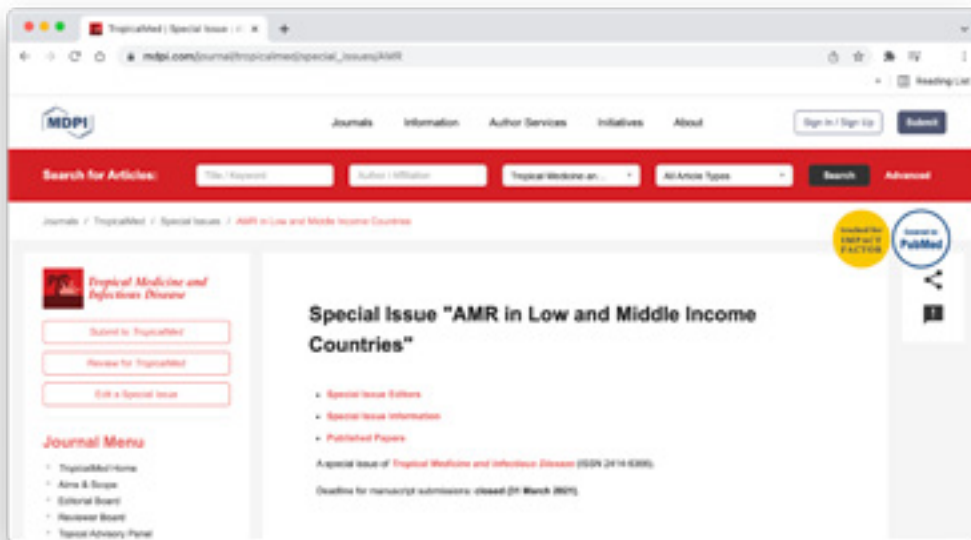 TropicalMed | Special Issue : 
mdpi.com/journal/tropicalmed/special_issues/AMR
Reading List
MDPI
Journals Information Author Services Initiatives About Sign In / Sign Up Submit
Search for Articles: Title / Keyword Author / Affiliation Tropical Medicine an... All Article Types Search Advanced
Journals / TropicalMed / Special Issues / AMR in Low and Middle Income Countries
IMPACT
FACTOR
PubMed
Tropical Medicine and
Infectious Disease
Submit to TropicalMed
Review for TropicalMed
Edit a Special Issue
Journal Menu
TropicalMed Home
Aims & Scope
Editorial Board
Reviewer Board
Topical Advisory Panel
Special Issue "AMR in Low and Middle Income
Countries"
Special Issue Editors
Special Issue Information
Published Papers
A special issue of Tropical Medicine and Infectious Disease (ISSN 2414-6366).
Deadline for manuscript submissions: closed (31 March 2021).